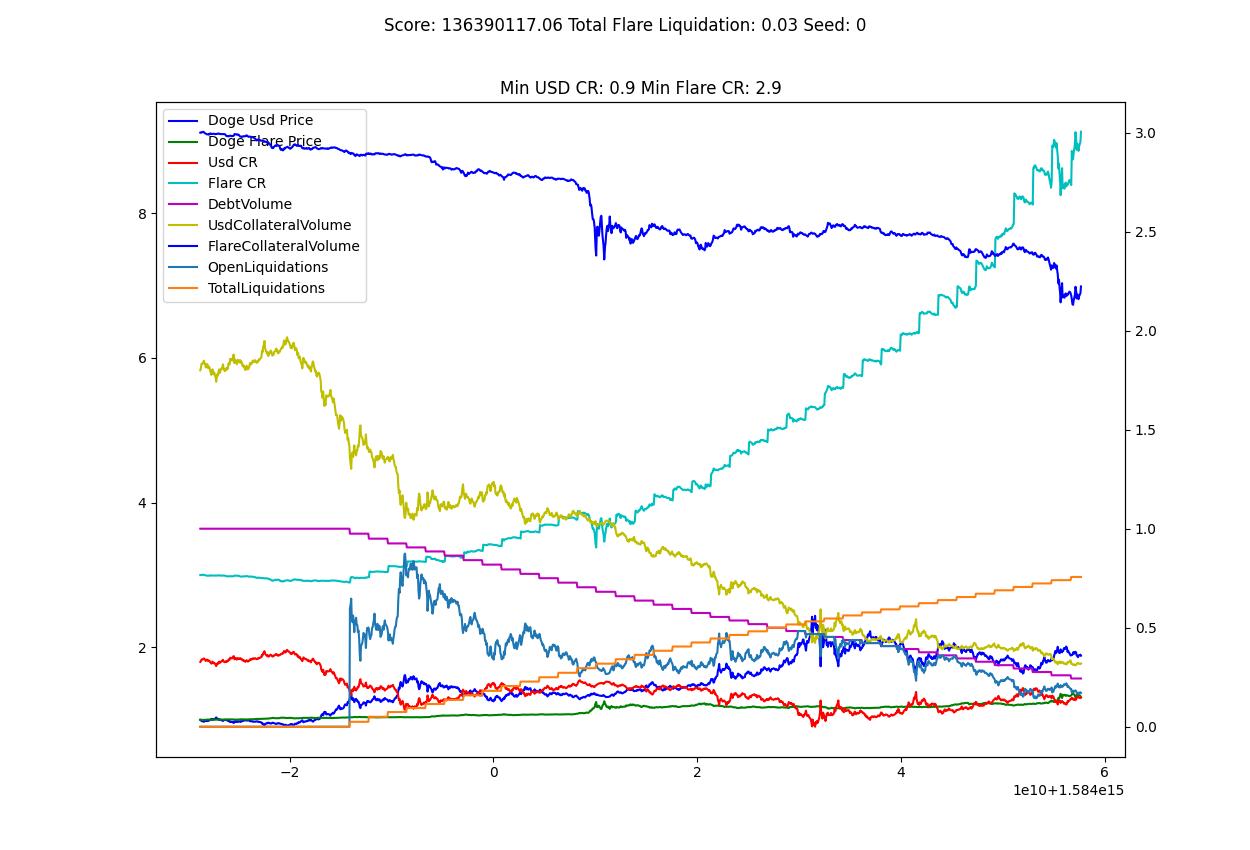 Score: 136390117.06 Total Flare Liquidation: 0.03 Seed: 0
Min USD CR: 0.9 Min Flare CR: 2.9
Doge Usd Price
Doge Flare Price
Usd CR
Flare CR
DebtVolume
UsdCollateralVolume
FlareCollateralVolume
OpenLiquidations
TotalLiquidations
8
6
4
2
3.0
2.5
2.0
1.5
1.0
0.5
0.0
−2
0
2
4
6
1e10+1.584e15